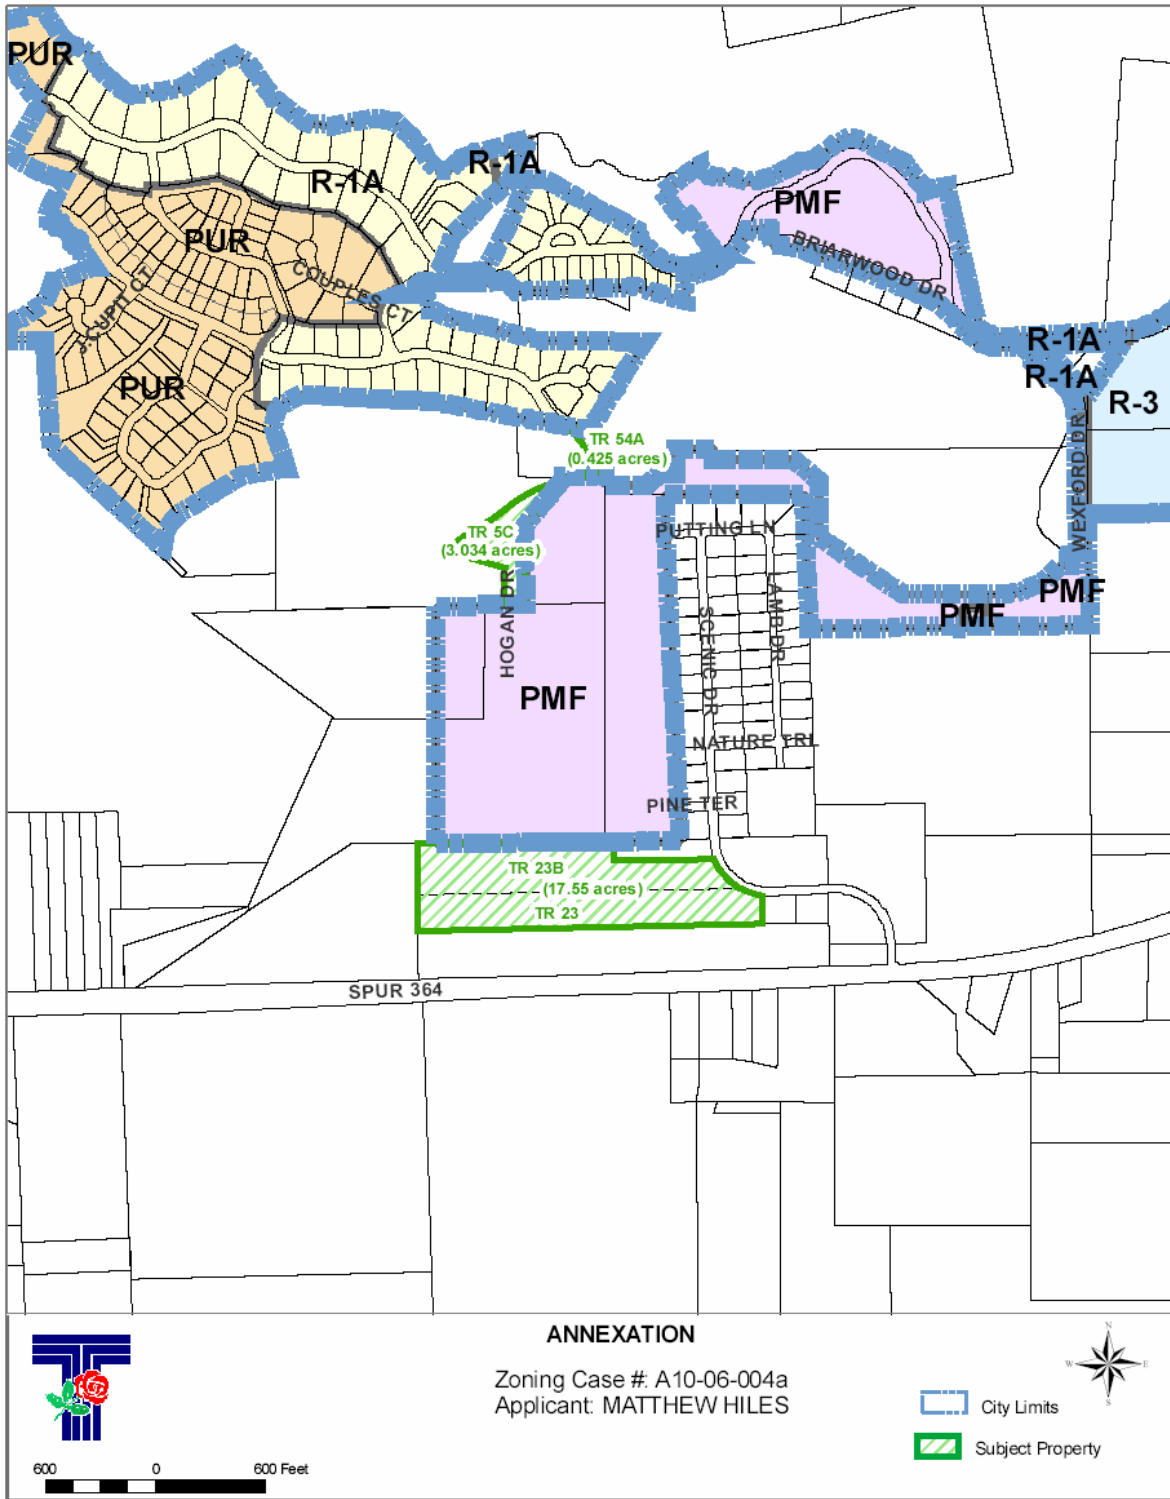 PUR
R-1A
R-1A
PMF
PUR
BRIARWOOD DR
COUPLES CT
J.CUPIT CT
R-1A
R-1A
PUR
R-3
WEXFORD DR
TR 54A
(0.425 acres)
TR 5C
(3.034 acres)
PUTTING LN
HOGAN DR
LAMB DR
SCENIC DR
PMF
PMF
PMF
NATURE TRL
PINE TER
TR 23B
(17.55 acres)
TR 23
SPUR 364
ANNEXATION
Zoning Case #: A10-06-004a
Applicant: MATTHEW HILES
N
W
E
S
City Limits
Subject Property
600 0 600 Feet